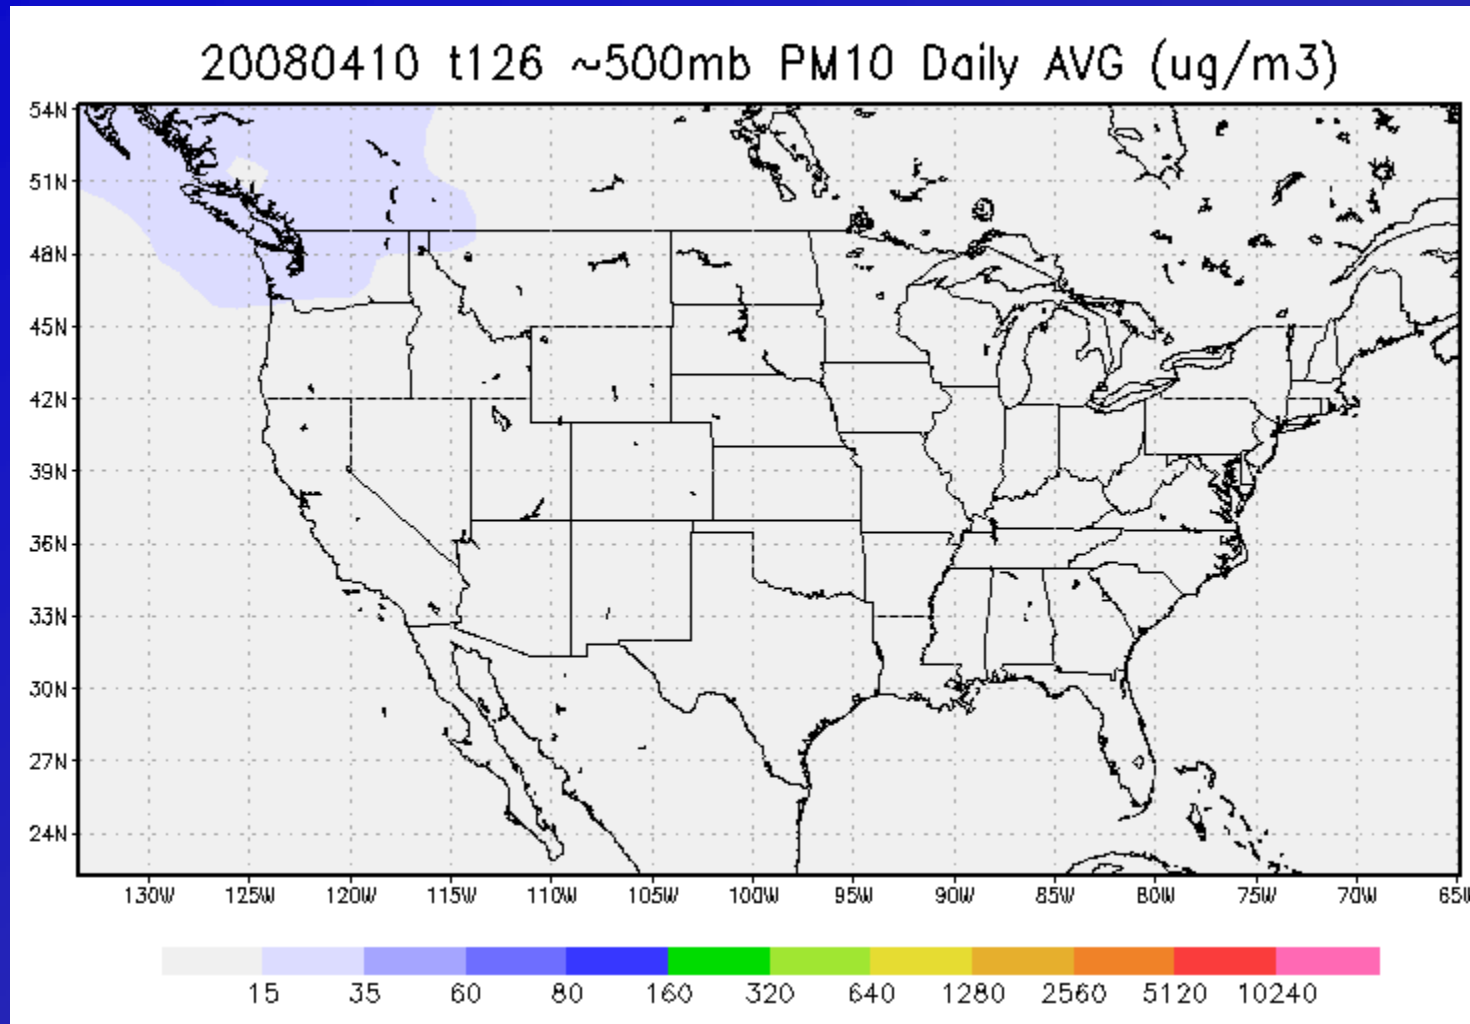 20080410 t126 ~500mb PM10 Daily AVG (ug/m3)
54N
51N
48N
45N
42N
39N
36N
33N
30N
27N
24N
130W 125W 120W 115W 110W 105W 100W 95W 90W 85W 80W 75W 70W 65W
15 35 60 80 160 320 640 1280 2560 5120 10240